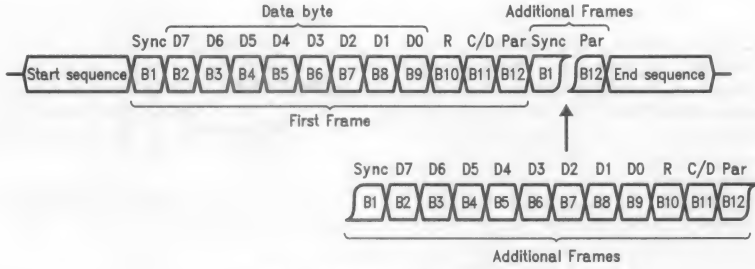 Data byte Additional Frames
Sync D7 D6 D5 D4 D3 D2 D1 D0 R C/D Par Sync Par
Start sequence B1 B2 B3 B4 B5 B6 B7 B8 B9 B10 B11 B12 B1 B12 End sequence
First Frame
Sync D7 D6 D5 D4 D3 D2 D1 D0 R C/D Par
B1 B2 B3 B4 B5 B6 B7 B8 B9 B10 B11 B12
Additional Frames